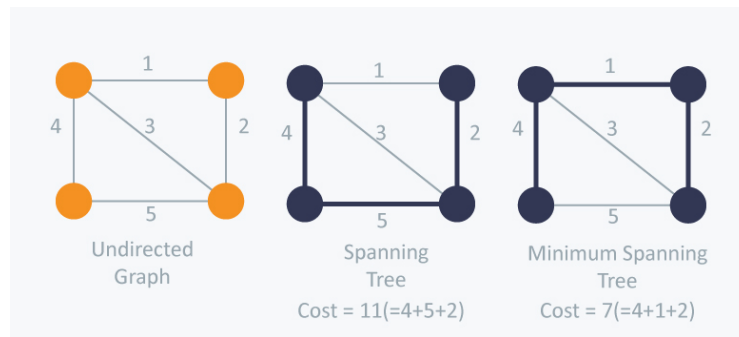 1
4
3
2
5
Undirected
Graph
1
4
3
2
5
Spanning
Tree
Cost = 11(=4+5+2)
1
4
3
2
5
Minimum Spanning
Tree
Cost = 7(=4+1+2)